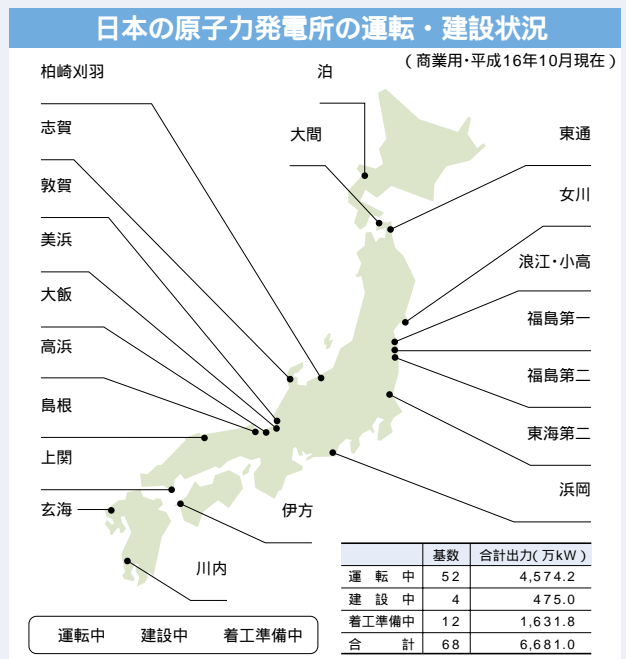 日本の原子力発電所の運転・建設状況
(商業用・平成16年10月現在)
柏崎刈羽
志賀
敦賀
美浜
大飯
高浜
島根
上関
玄海
川内
伊方
泊
大間
東通
女川
浪江・小高
福島第一
福島第二
東海第二
浜岡
基数 合計出力(万kW)
運転中 52 4,574.2
建設中 4 475.0
着工準備中 12 1,631.8
合計 68 6,681.0
運転中 建設中 着工準備中